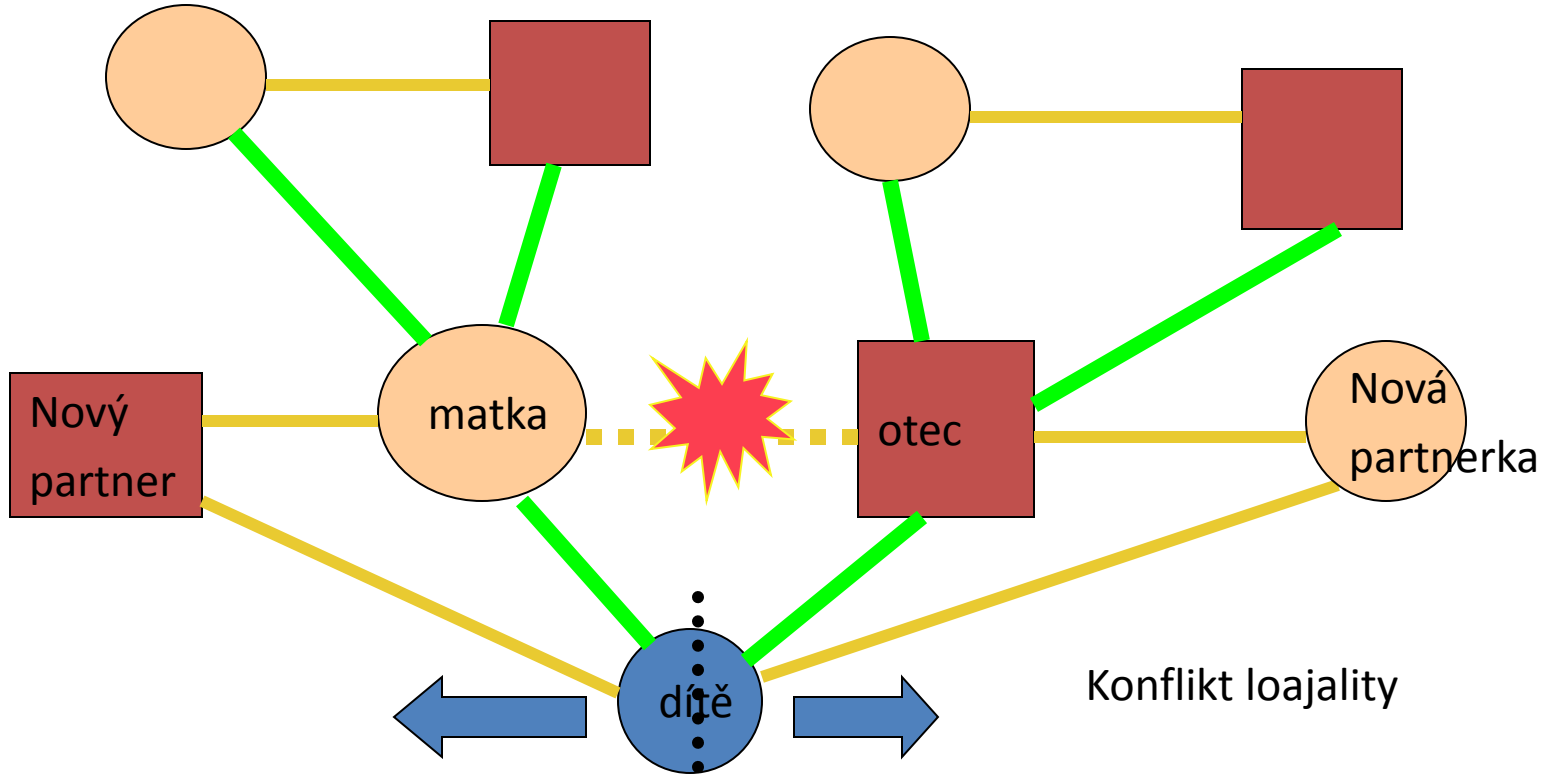 Nový
partner
matka
otec
Nová
partnerka
dítě
Konflikt loajality